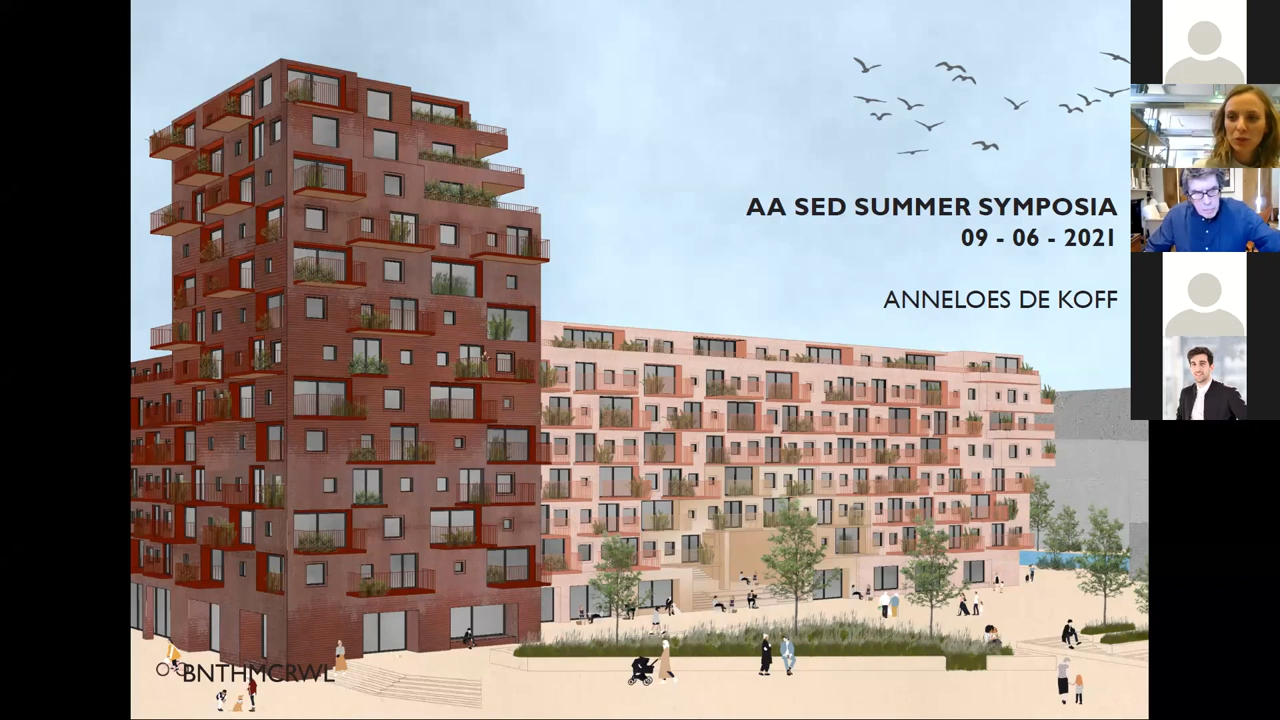 AA SED SUMMER SYMPOSIA
09 - 06 - 2021
ANNELOES DE KOFF
BNTHMCRWL